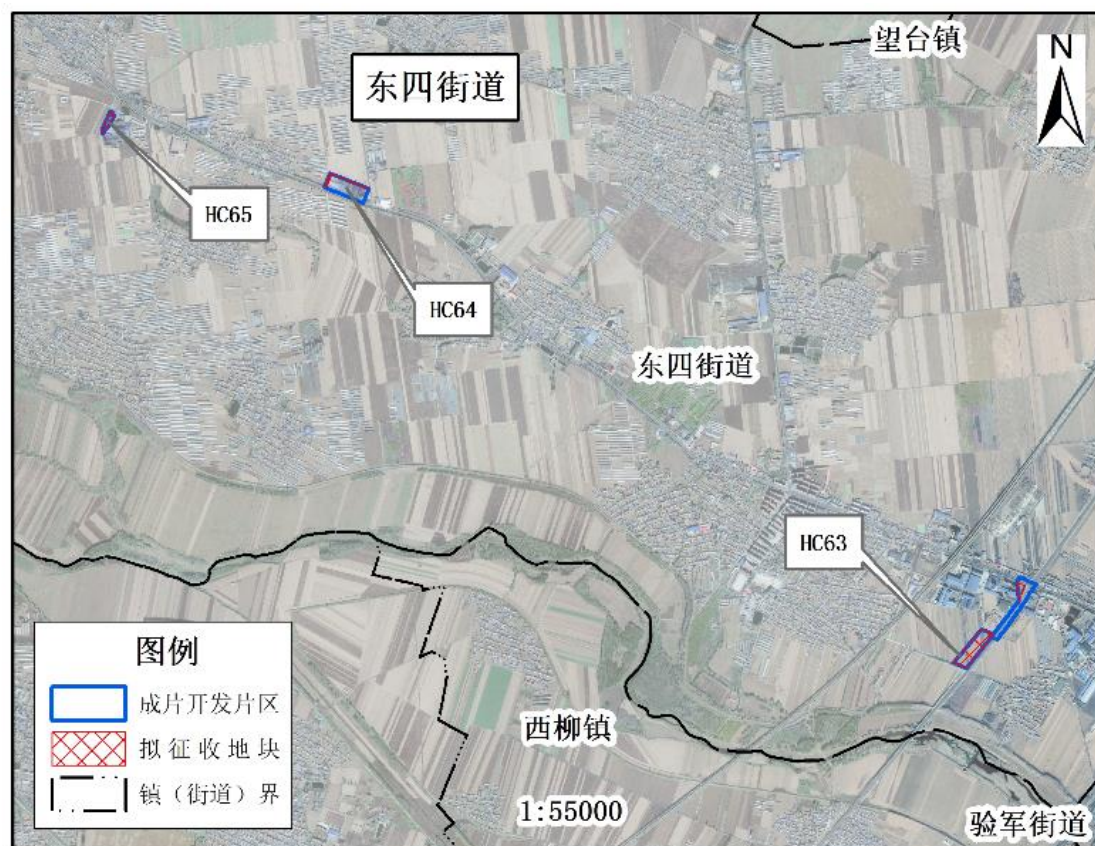 望台镇
东四街道
N
HC65
HC64
东四街道
HC63
图例
成片开发片区
拟征收地块
镇（街道）界
西柳镇
1:55000
验军街道